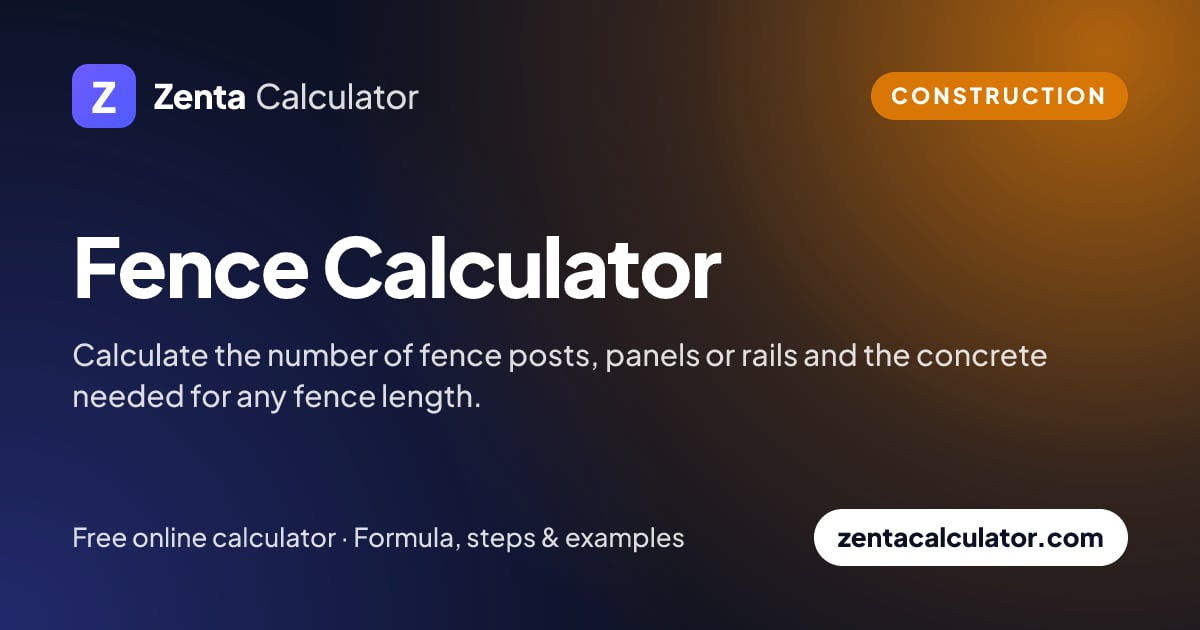 Z
Zenta Calculator
CONSTRUCTION
Fence Calculator
Calculate the number of fence posts, panels or rails and the concrete
needed for any fence length.
Free online calculator · Formula, steps & examples
zentacalculator.com